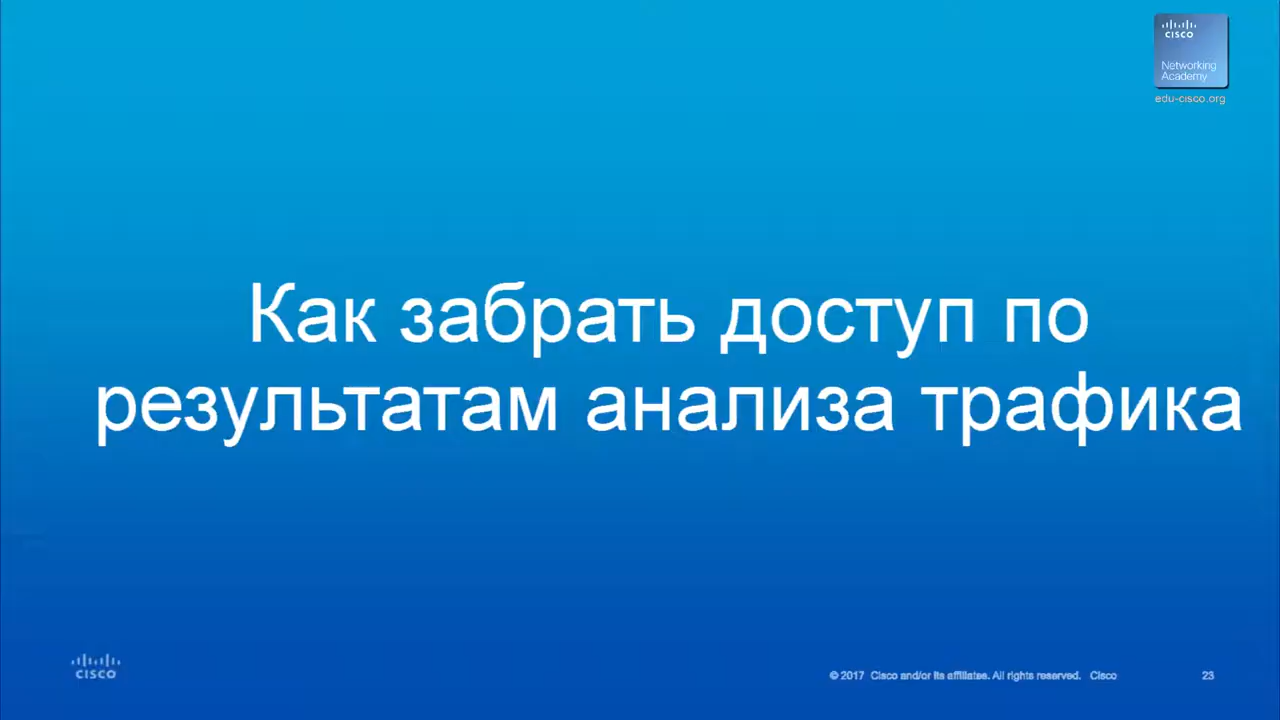 CISCO
Networking
Academy
edu-cisco.org
Как забрать доступ по
результатам анализа трафика
CISCO
© 2017 Cisco and/or its affiliates. All rights reserved. Cisco 23